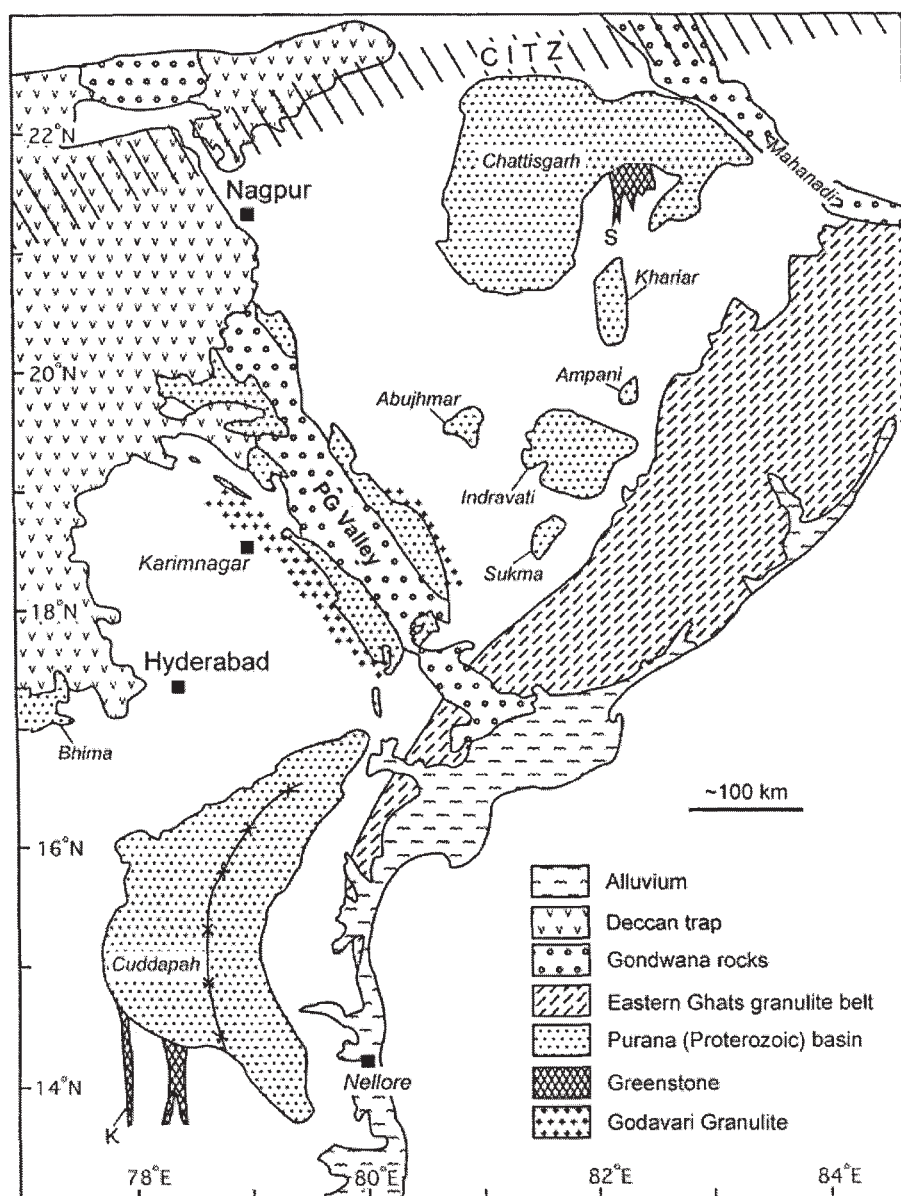 CITZ
22°N
Chattisgarh
Mahanadi
Nagpur
S
Khariar
20°N
Ampani
Abujhmar
Indravati
PG Valley
Karimnagar
Sukma
18°N
Hyderabad
Bhima
~100 km
16°N
Alluvium
Deccan trap
Cuddapah
Gondwana rocks
Eastern Ghats granulite belt
Purana (Proterozoic) basin
14°N
Nellore
Greenstone
K
Godavari Granulite
78°E
80°E
82°E
84°E